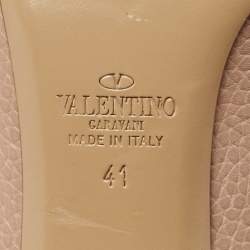 VALENTINO
GARAVANI
MADE IN ITALY
41